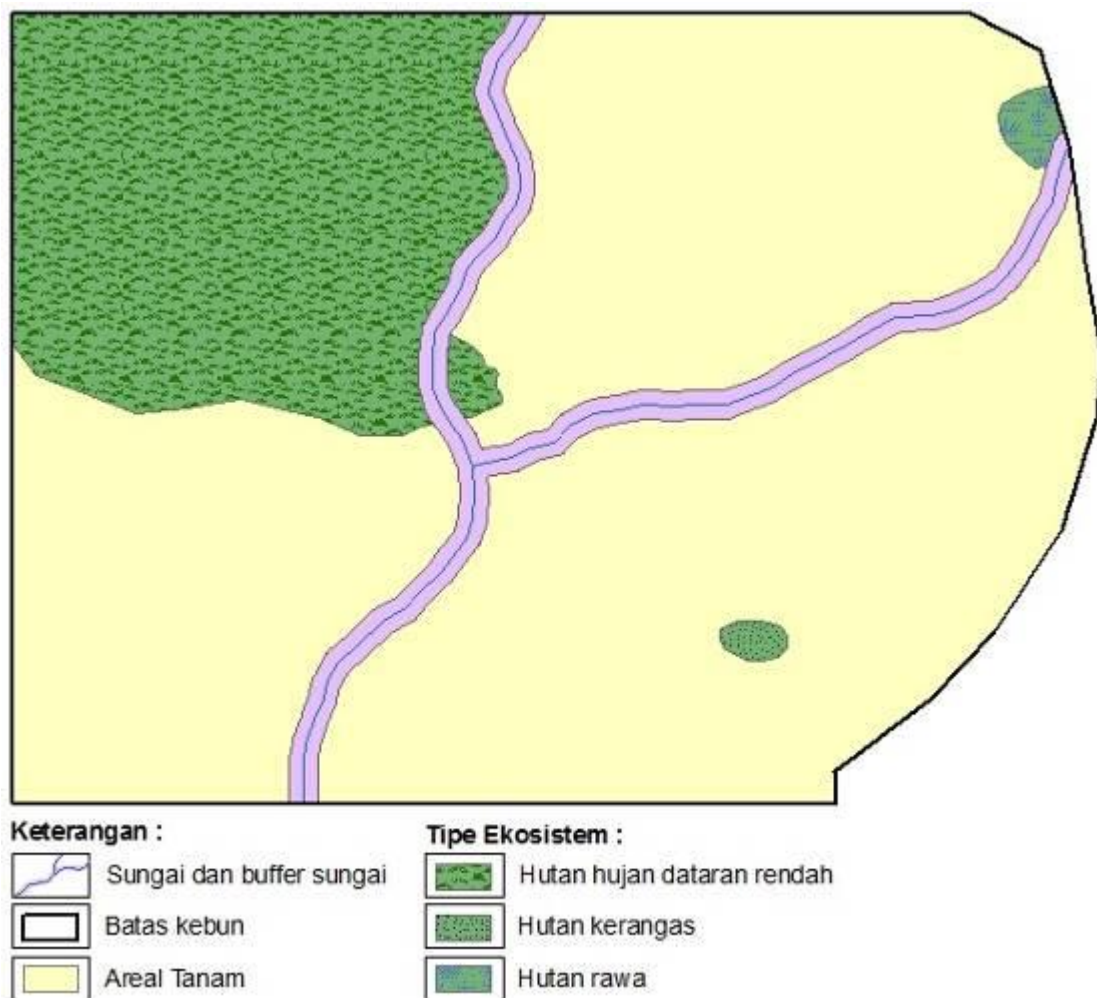 Keterangan :
Sungai dan buffer sungai
Batas kebun
Areal Tanam
Tipe Ekosistem :
Hutan hujan dataran rendah
Hutan kerangas
Hutan rawa